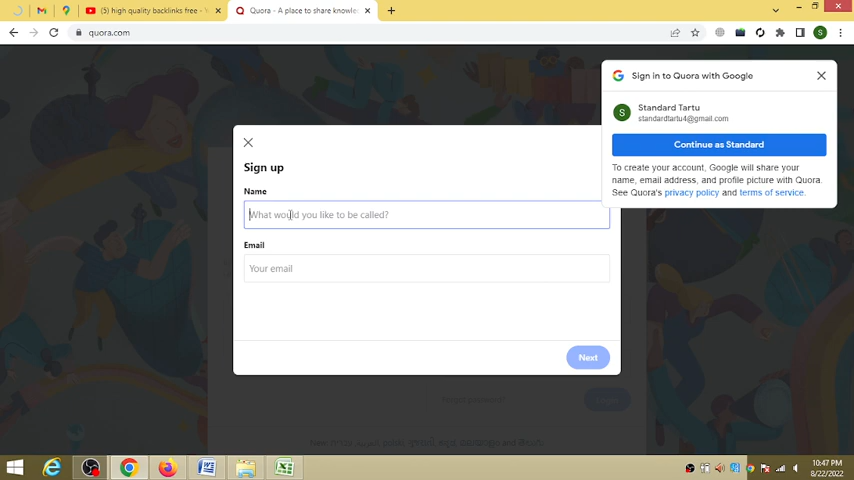 (5) high quality backlinks free - Y
Quora - A place to share knowle
quora.com
S
Sign in to Quora with Google
S
Standard Tartu
standardtartu4@gmail.com
Continue as Standard
To create your account, Google will share your
name, email address, and profile picture with Quora.
See Quora's privacy policy and terms of service.
Sign up
Name
What would you like to be called?
Email
Your email
Next
10:47 PM
8/22/2022